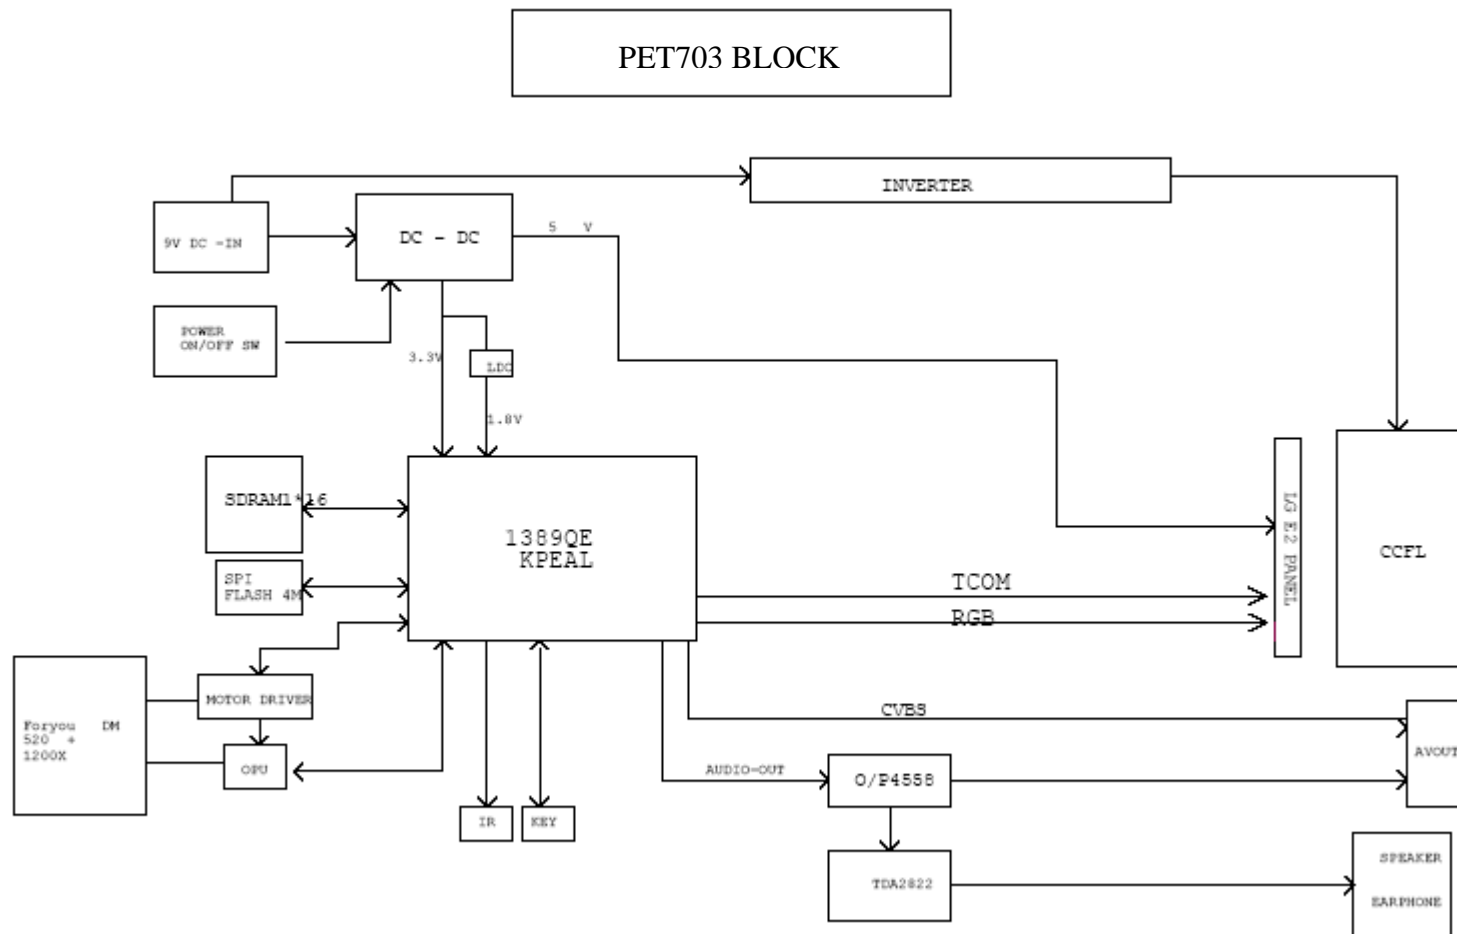 PET703 BLOCK
INVERTER
9V DC -IN
DC - DC
5 V
POWER
ON/OFF SW
3.3V
LDO
1.8V
SDRAM1*16
1389QE
KPEAL
LG E2 PANEL
CCFL
SPI
FLASH 4M
TCOM
RGB
MOTOR DRIVER
Foryou DM
520 +
1200X
OPU
CVBS
AVOUT
AUDIO-OUT
O/P4558
IR
KEY
TDA2822
SPEAKER
EARPHONE